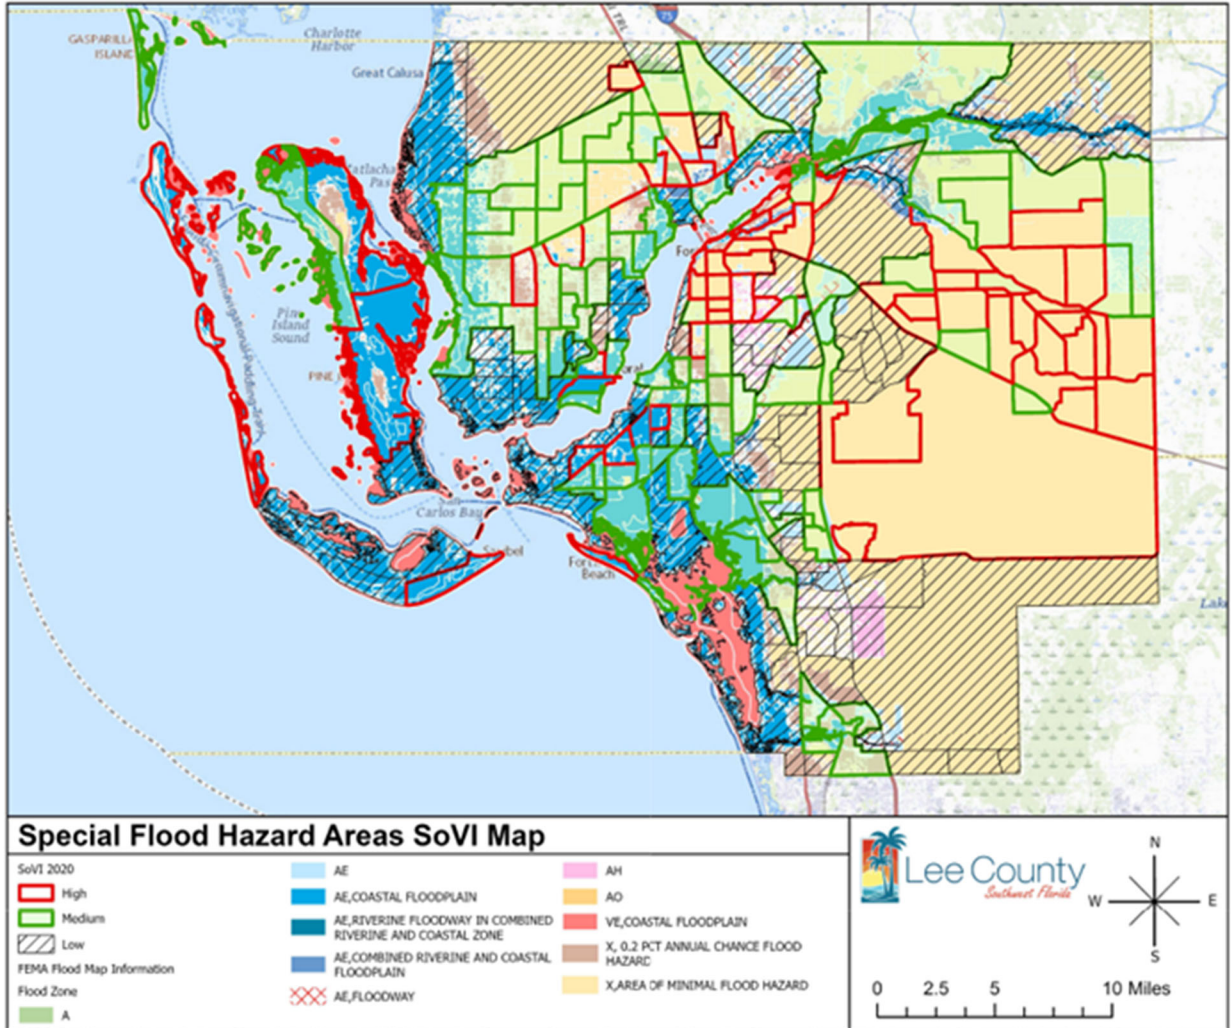 GASPARILLA
ISLAND
Charlotte
Harbor
75
TRL
Great Calusa
Matlacha
Pas
Pine
Island
Sound
PINE
San
Carlos Bay
Sanibel
Fort
Beach
Special Flood Hazard Areas SoVI Map
SoVI 2020
High
Medium
Low
FEMA Flood Map Information
Flood Zone
A
AE
AE,COASTAL FLOODPLAIN
AE,RIVERINE FLOODWAY IN COMBINED
RIVERINE AND COASTAL ZONE
AE,COMBINED RIVERINE AND COASTAL
FLOODPLAIN
AE,FLOODWAY
AH
AO
VE,COASTAL FLOODPLAIN
X, 0.2 PCT ANNUAL CHANCE FLOOD
HAZARD
X,AREA OF MINIMAL FLOOD HAZARD
Lee County
Southwest Florida
N
W
E
S
0 2.5 5 10 Miles